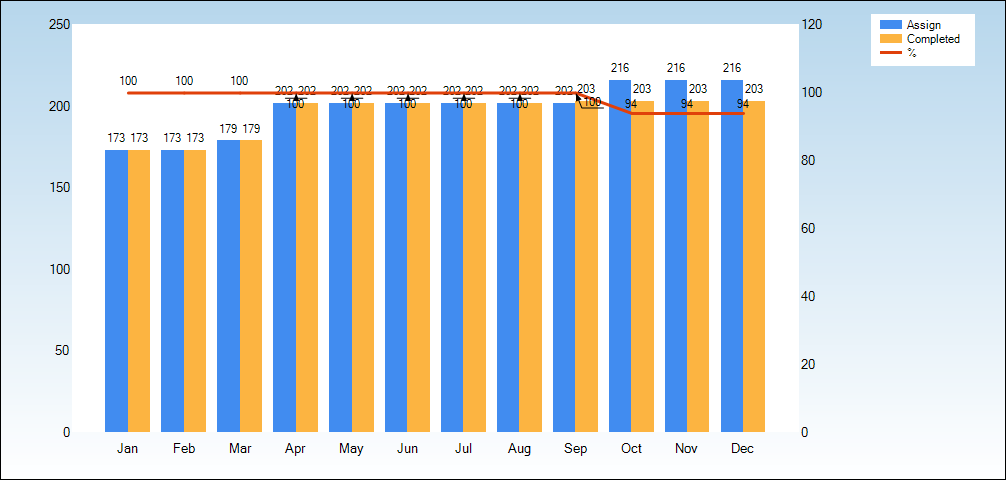 250
200
150
100
50
0
120
100
80
60
40
20
0
Assign
Completed
%
100 100 100 216 216 216
202 202 202 202 202 202 202 202 202 202 202 203 203 203 203
100 100 100 100 100 100 94 94 94
173 173 173 173 179 179
Jan Feb Mar Apr May Jun Jul Aug Sep Oct Nov Dec